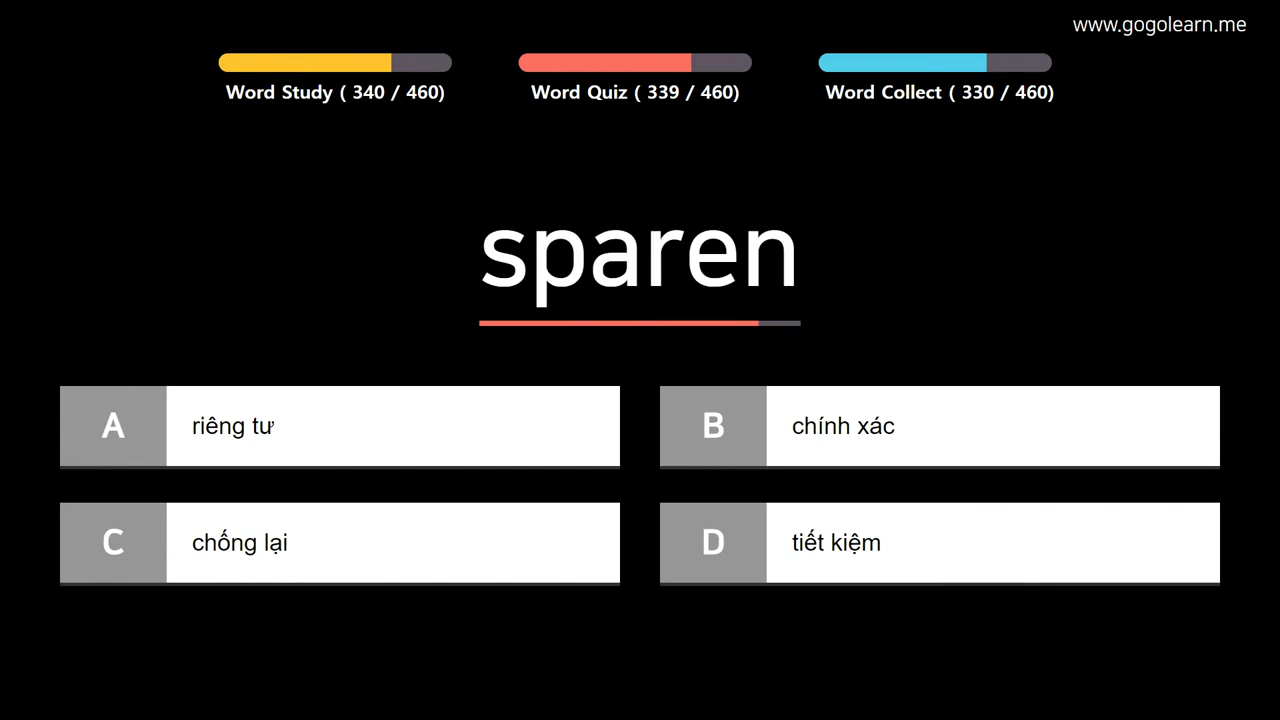 www.gogolearn.me
Word Study ( 340 / 460)
Word Quiz ( 339 / 460)
Word Collect ( 330 / 460)
sparen
A riêng tư
B chính xác
C chống lại
D tiết kiệm